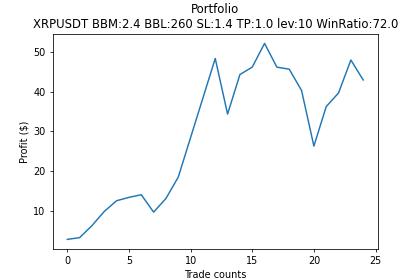 Portfolio
XRPUSDT BBM:2.4 BBL:260 SL:1.4 TP:1.0 lev:10 WinRatio:72.0
50
40
30
20
10
Profit ($)
0 5 10 15 20 25
Trade counts